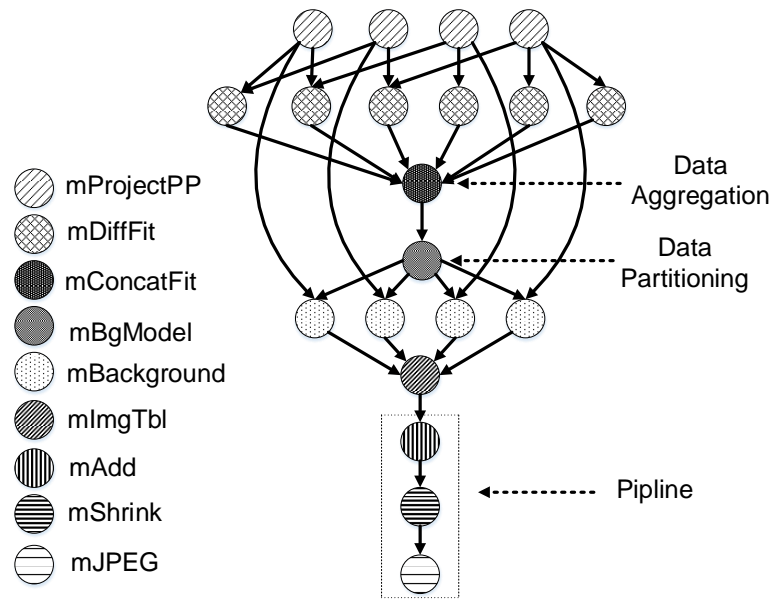 mProjectPP
mDiffFit
mConcatFit
mBgModel
mBackground
mImgTbl
mAdd
mShrink
mJPEG
Data
Aggregation
Data
Partitioning
Pipline